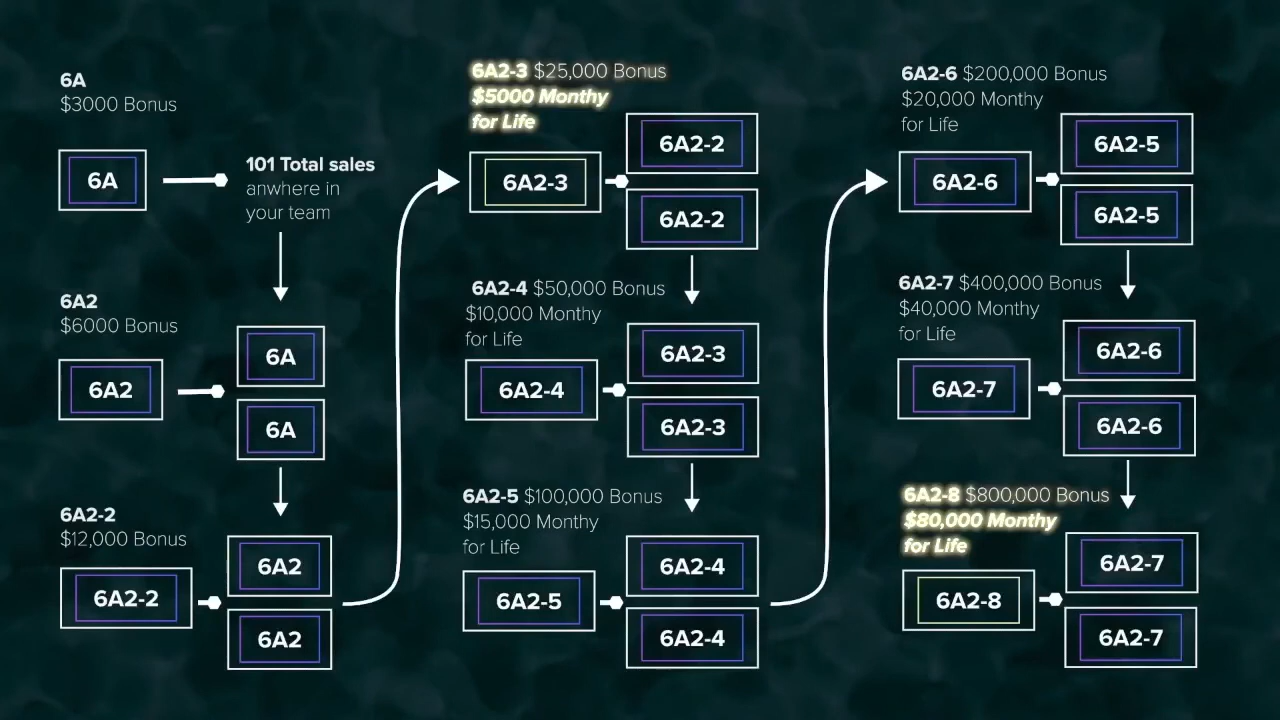 6A
$3000 Bonus
6A
101 Total sales
anwhere in
your team
6A2
$6000 Bonus
6A2
6A
6A
6A2-2
$12,000 Bonus
6A2-2
6A2
6A2
6A2-3 $25,000 Bonus
$5000 Monthy
for Life
6A2-3
6A2-2
6A2-2
6A2-4 $50,000 Bonus
$10,000 Monthy
for Life
6A2-4
6A2-3
6A2-3
6A2-5 $100,000 Bonus
$15,000 Monthy
for Life
6A2-5
6A2-4
6A2-4
6A2-6 $200,000 Bonus
$20,000 Monthy
for Life
6A2-6
6A2-5
6A2-5
6A2-7 $400,000 Bonus
$40,000 Monthy
for Life
6A2-7
6A2-6
6A2-6
6A2-8 $800,000 Bonus
$80,000 Monthy
for Life
6A2-8
6A2-7
6A2-7